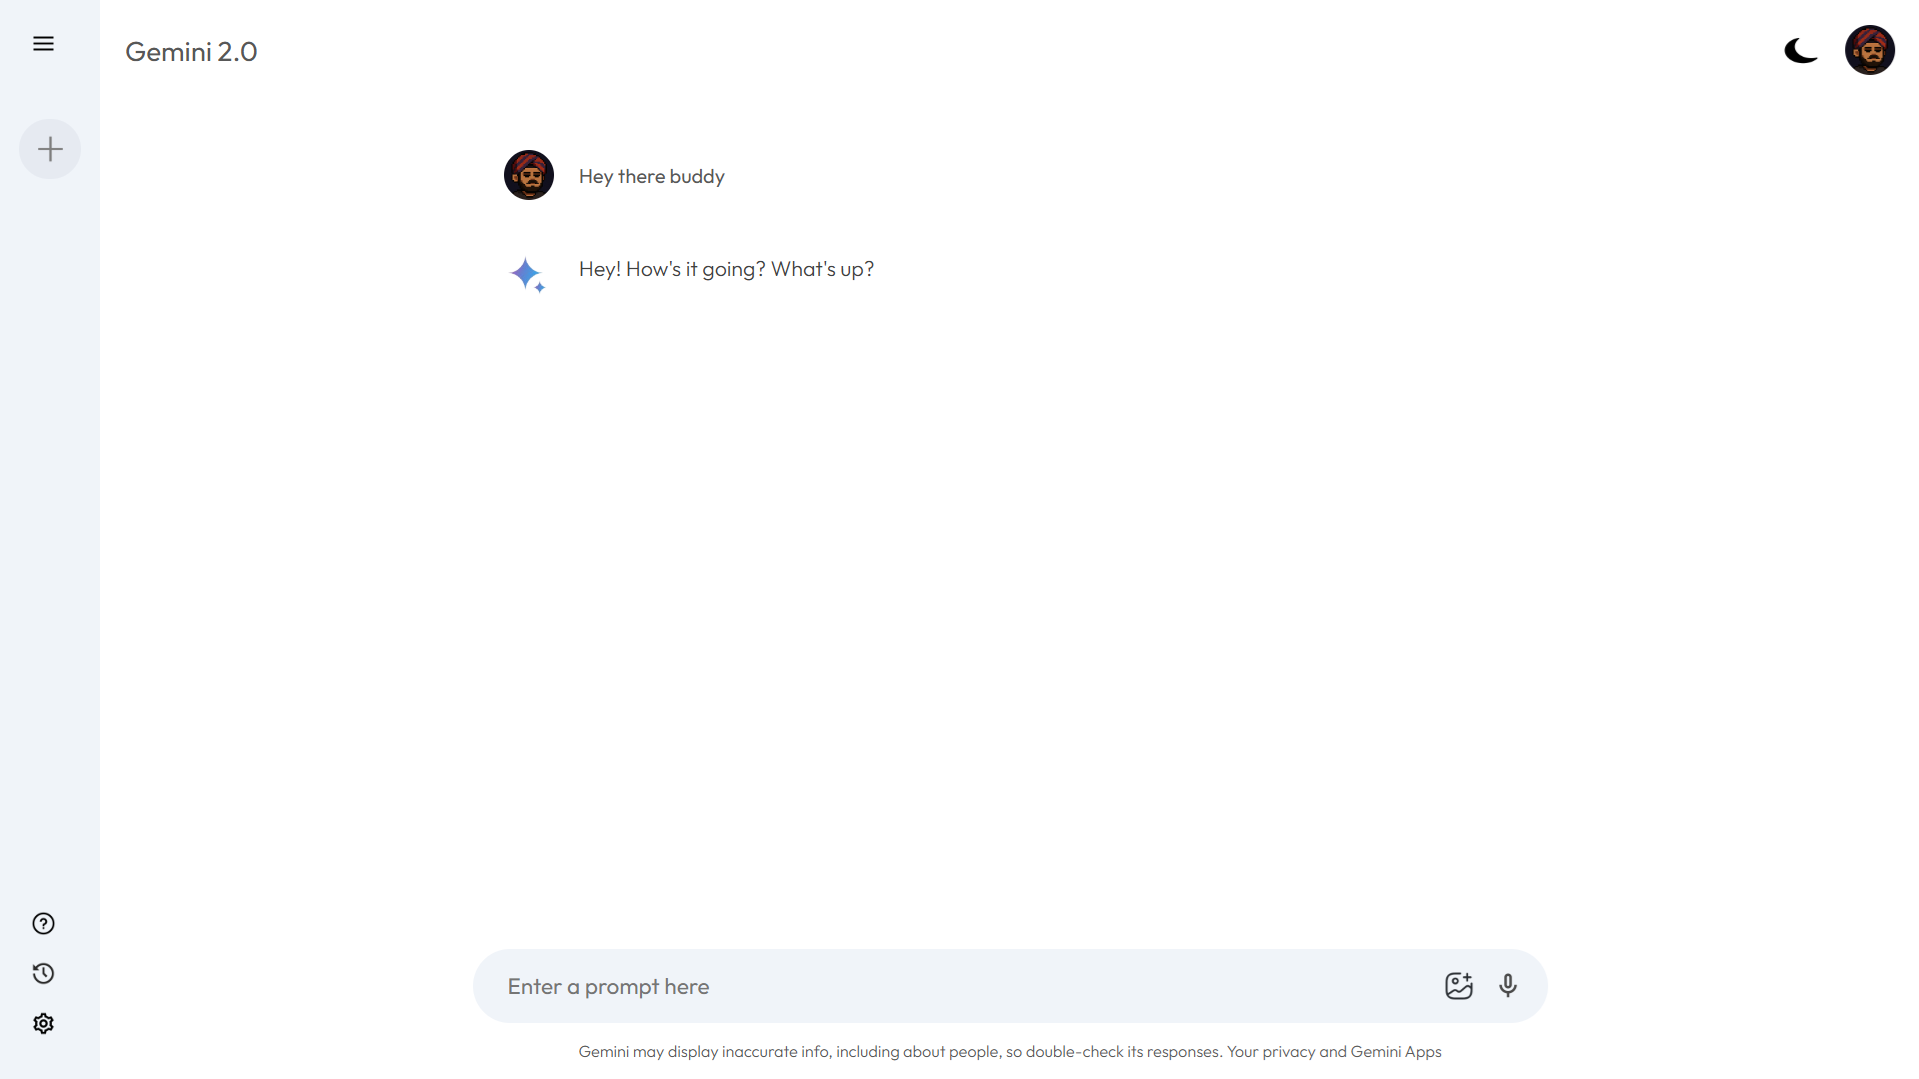 Gemini 2.0
Hey there buddy
Hey! How's it going? What's up?
Enter a prompt here
Gemini may display inaccurate info, including about people, so double-check its responses. Your privacy and Gemini Apps